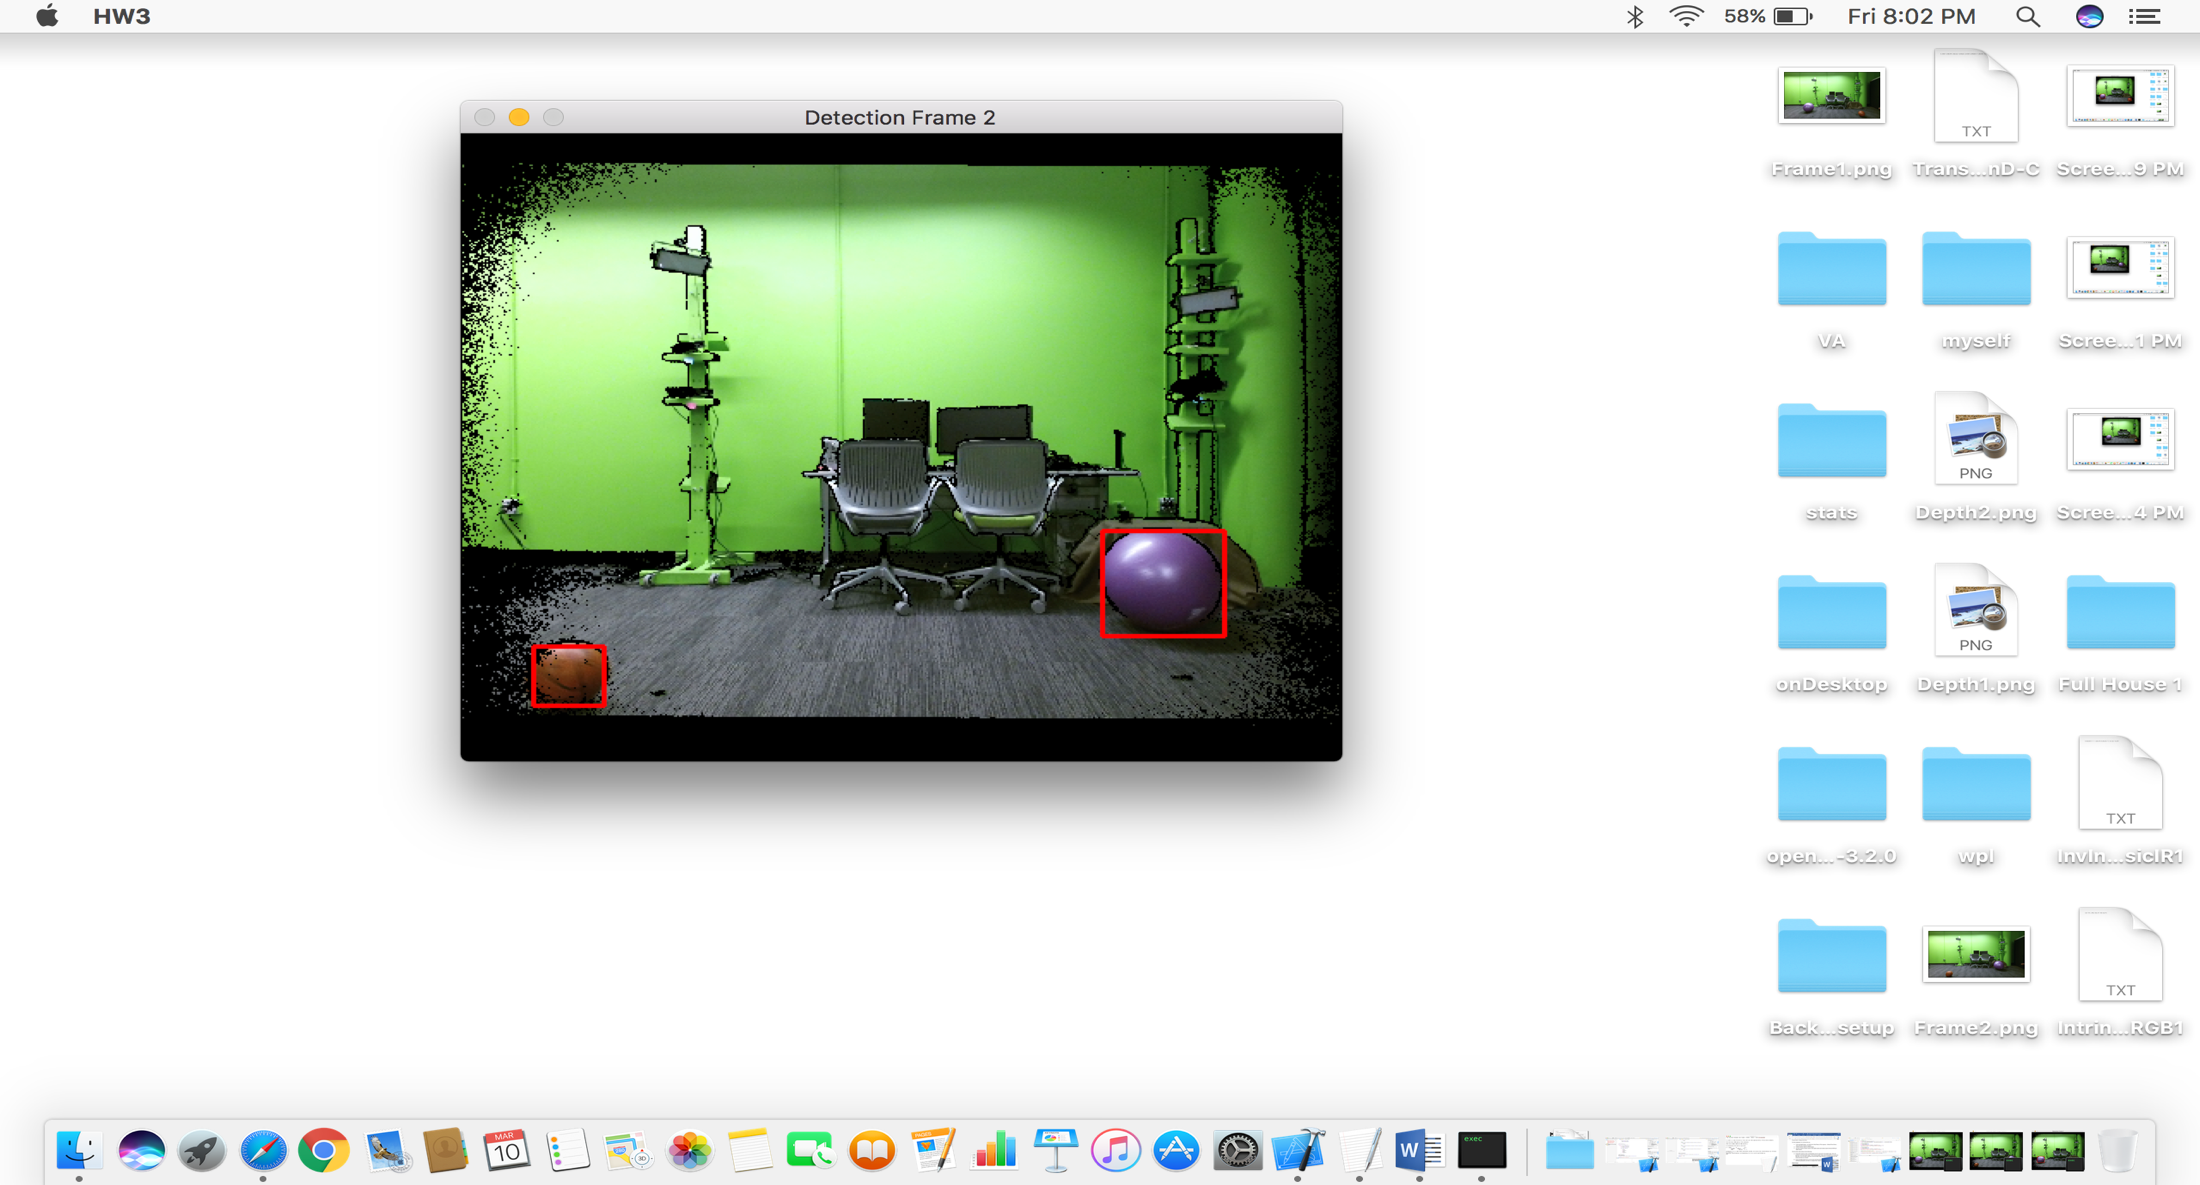 HW3
58%
Fri 8:02 PM
Detection Frame 2
TXT
Frame1.png
Trans...nD-C
Scree...9 PM
VA
myself
Scree...1 PM
PNG
stats
Depth2.png
Scree...4 PM
PNG
onDesktop
Depth1.png
Full House 1
TXT
open...-3.2.0
wpl
InvIn...sicIR1
TXT
Back...setup
Frame2.png
Intrin...RGB1
MAR
10
PAGES
3D
W
exec
W